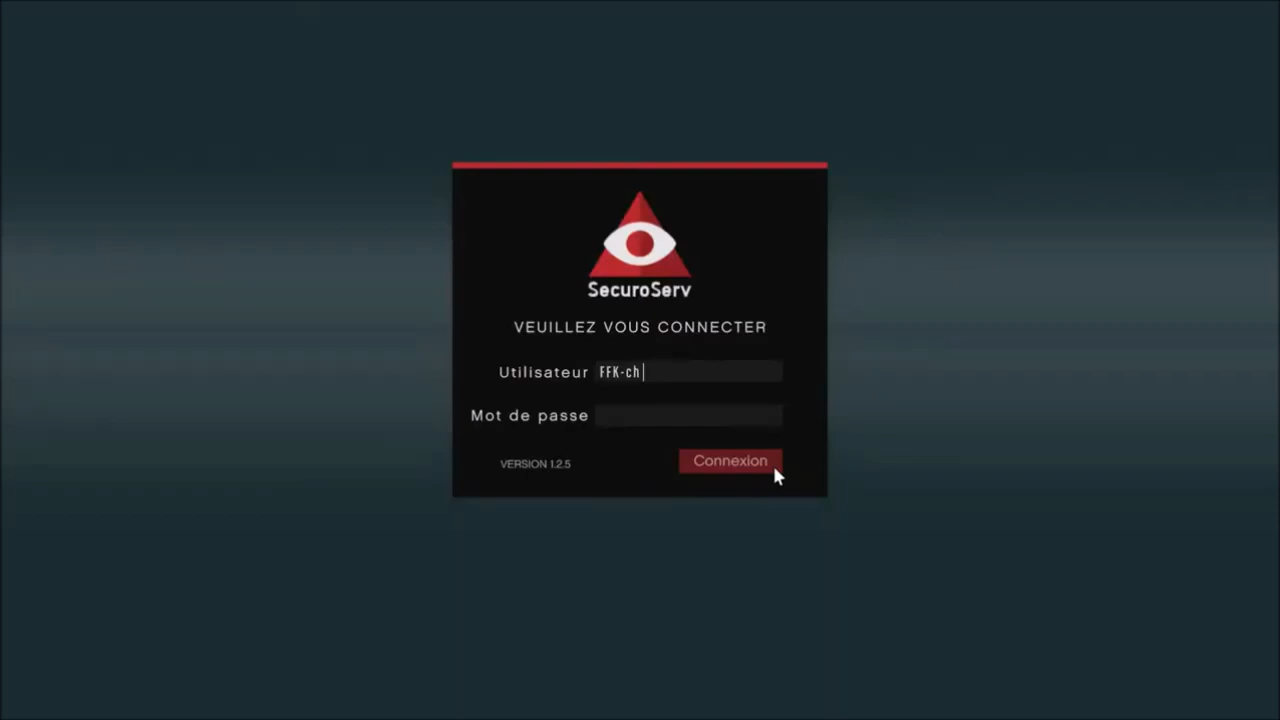 SecuroServ
VEUILLEZ VOUS CONNECTER
Utilisateur FFK-ch
Mot de passe
VERSION 1.2.5 Connexion